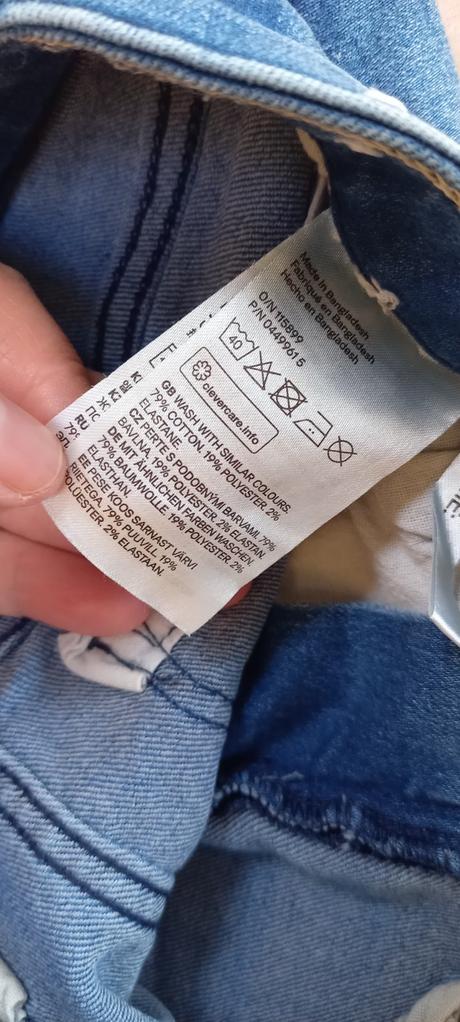 Made in Bangladesh
Fabriqué en Bangladesh
Hecho en Bangladesh
O/N 115899
P/N 0449961 5
40
clevercare.info
GB WASH WITH SIMILAR COLOURS.
79% COTTON. 19% POLYESTER. 2%
ELASTANE.
CZ PERTE S PODOBNÝMI BARVAMI. 79%
BAVLNA. 19% POLYESTER. 2% ELASTAN.
DE MIT ÄHNLICHEN FARBEN WASCHEN.
79% BAUMWOLLE 19% POLYESTER. 2%
ELASTHAN.
EE PESE KOOS SARNAST VÄRVI
RIIETEGA. 79% PUUVILL. 19%
POLÜESTER. 2% ELASTAAN.
RU